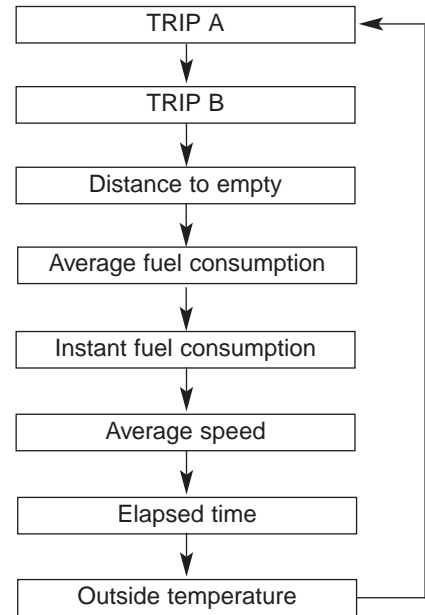 TRIP A
TRIP B
Distance to empty
Average fuel consumption
Instant fuel consumption
Average speed
Elapsed time
Outside temperature